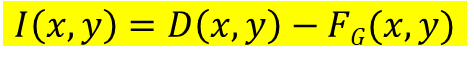 I(x, y) = D(x, y) − F_G(x, y)